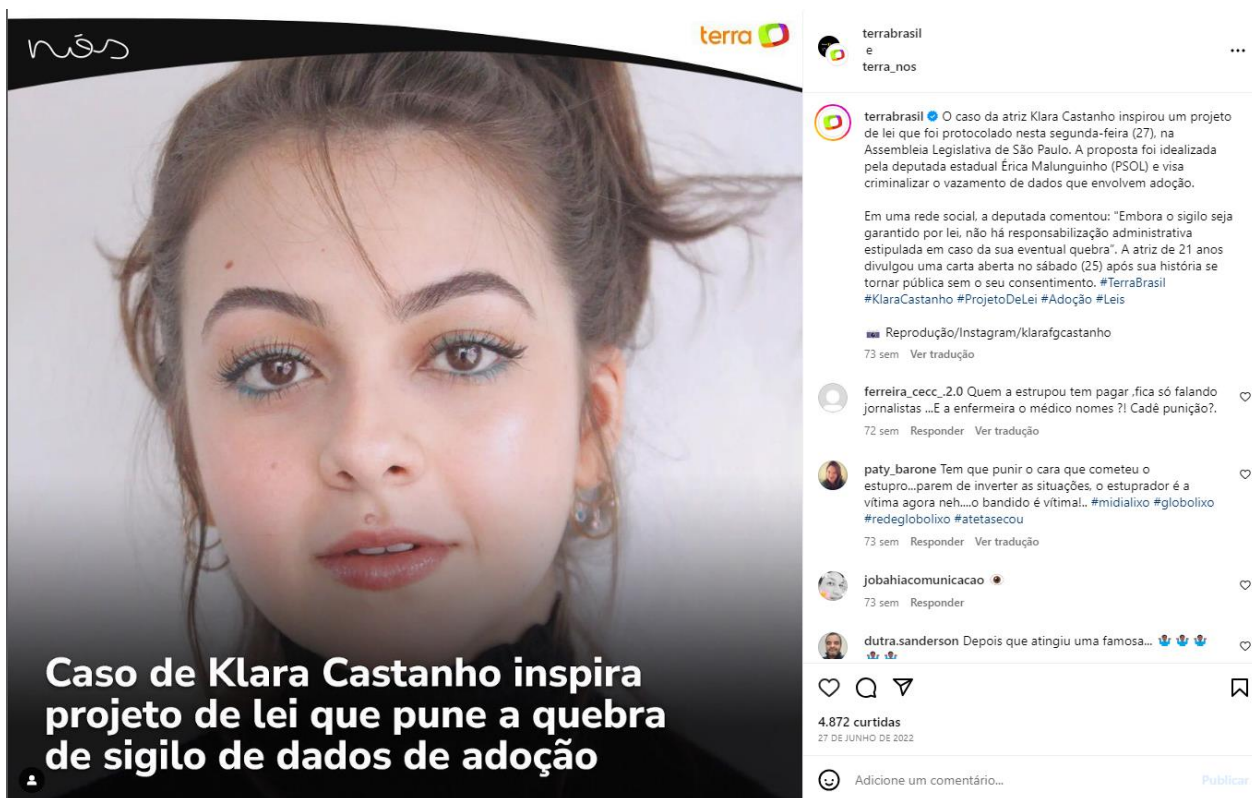 nós
terra
Caso de Klara Castanho inspira
projeto de lei que pune a quebra
de sigilo de dados de adoção
terrabrasil
e
terra_nos
terrabrasil O caso da atriz Klara Castanho inspirou um projeto
de lei que foi protocolado nesta segunda-feira (27), na
Assembleia Legislativa de São Paulo. A proposta foi idealizada
pela deputada estadual Érica Malunguinho (PSOL) e visa
criminalizar o vazamento de dados que envolvem adoção.
Em uma rede social, a deputada comentou: "Embora o sigilo seja
garantido por lei, não há responsabilização administrativa
estipulada em caso da sua eventual quebra". A atriz de 21 anos
divulgou uma carta aberta no sábado (25) após sua história se
tornar pública sem o seu consentimento. #TerraBrasil
#KlaraCastanho #ProjetoDeLei #Adoção #Leis
📷 Reprodução/Instagram/klarafgcastanho
73 sem Ver tradução
ferreira_cecc_.2.0 Quem a estrupou tem pagar ,fica só falando
jornalistas ...E a enfermeira o médico nomes ?! Cadê punição?.
72 sem Responder Ver tradução
paty_barone Tem que punir o cara que cometeu o
estupro...parem de inverter as situações, o estuprador é a
vítima agora neh....o bandido é vítima!.. #midialixo #globolixo
#redeglobolixo #atetasecou
73 sem Responder Ver tradução
jobahiacomunicacao
73 sem Responder
dutra.sanderson Depois que atingiu uma famosa...
4.872 curtidas
27 DE JUNHO DE 2022
Adicione um comentário...
Publicar